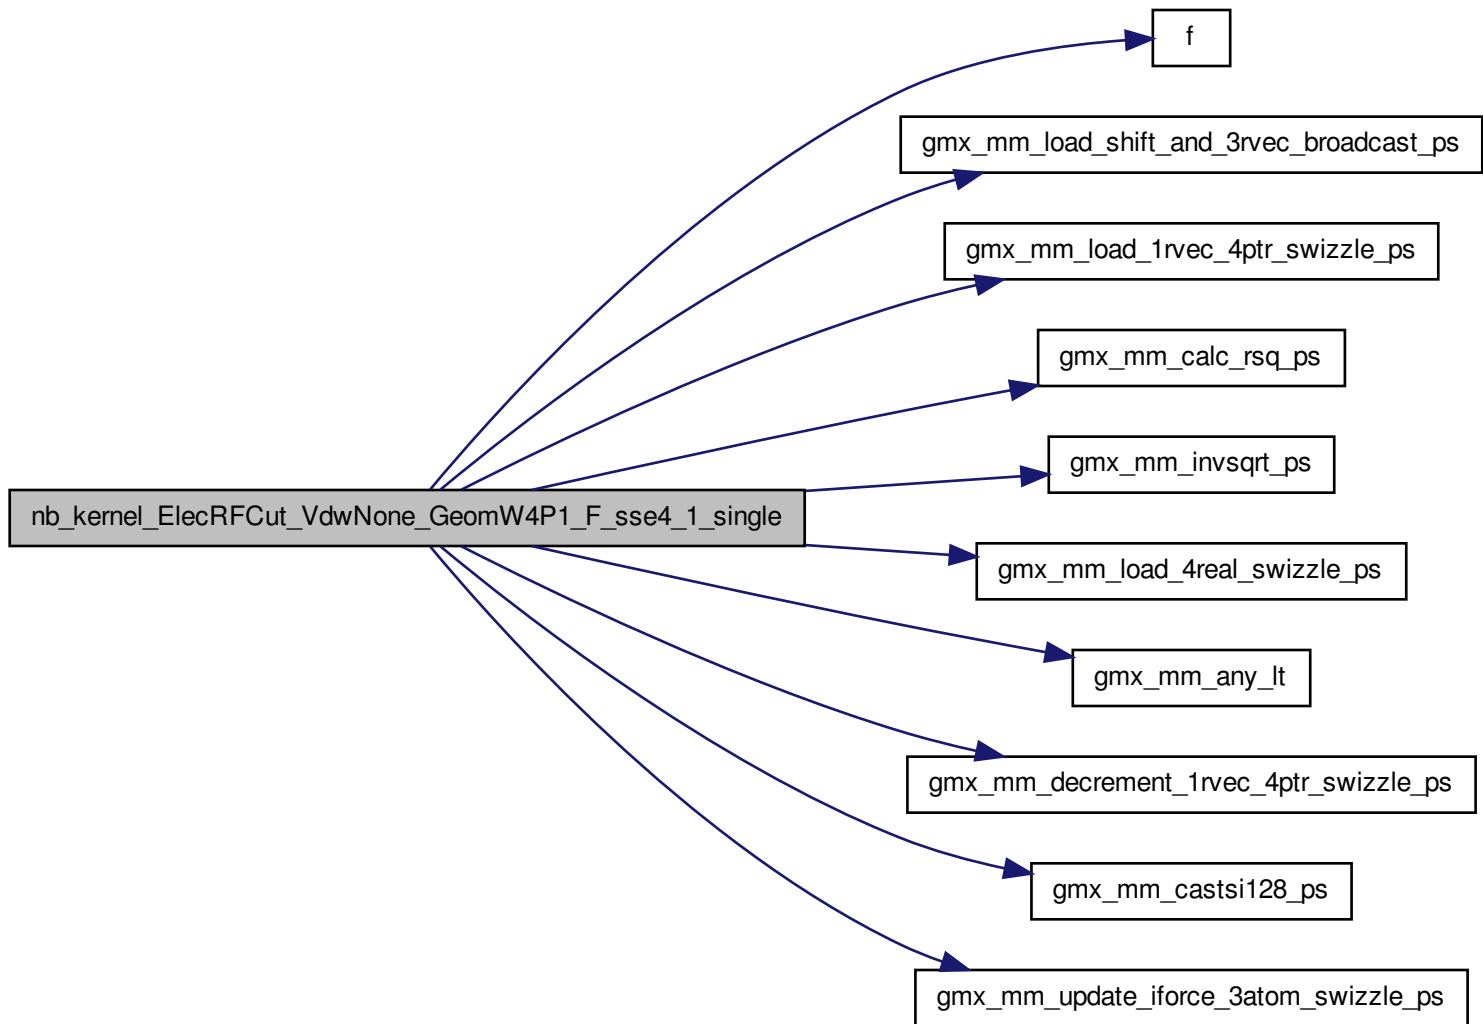 f
gmx_mm_load_shift_and_3rvec_broadcast_ps
gmx_mm_load_1rvec_4ptr_swizzle_ps
gmx_mm_calc_rsq_ps
gmx_mm_invsqrt_ps
nb_kernel_ElecRFCut_VdwNone_GeomW4P1_F_sse4_1_single
gmx_mm_load_4real_swizzle_ps
gmx_mm_any_lt
gmx_mm_decrement_1rvec_4ptr_swizzle_ps
gmx_mm_castsi128_ps
gmx_mm_update_iforce_3atom_swizzle_ps